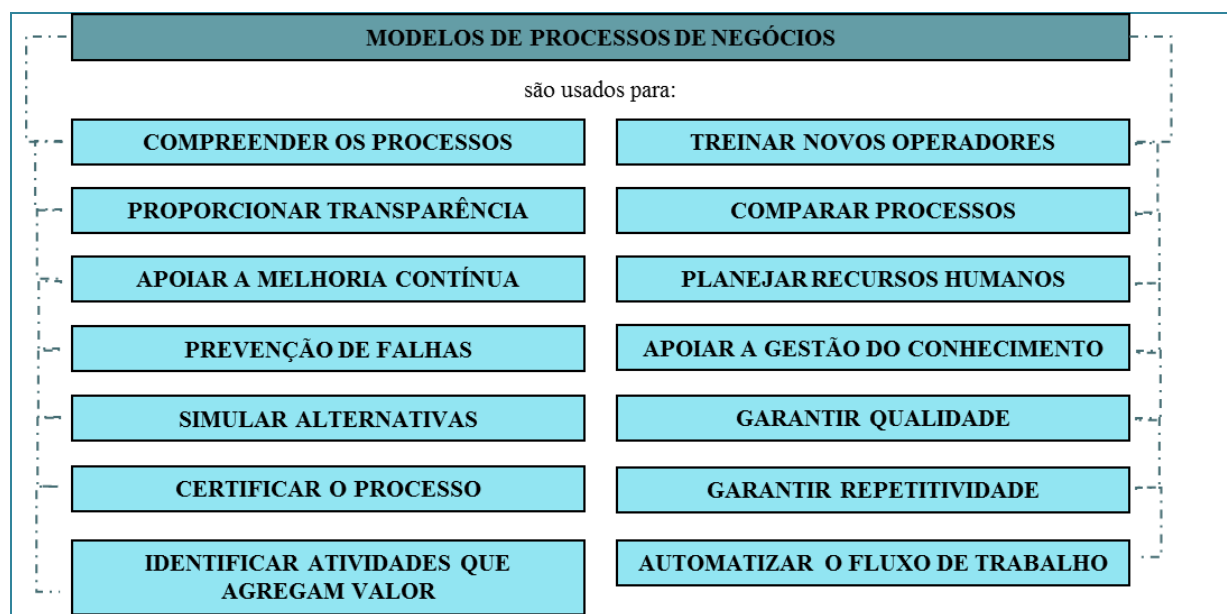 MODELOS DE PROCESSOS DE NEGÓCIOS
são usados para:
COMPREENDER OS PROCESSOS
PROPORCIONAR TRANSPARÊNCIA
APOIAR A MELHORIA CONTÍNUA
PREVENÇÃO DE FALHAS
SIMULAR ALTERNATIVAS
CERTIFICAR O PROCESSO
IDENTIFICAR ATIVIDADES QUE
AGREGAM VALOR
TREINAR NOVOS OPERADORES
COMPARAR PROCESSOS
PLANEJAR RECURSOS HUMANOS
APOIAR A GESTÃO DO CONHECIMENTO
GARANTIR QUALIDADE
GARANTIR REPETITIVIDADE
AUTOMATIZAR O FLUXO DE TRABALHO